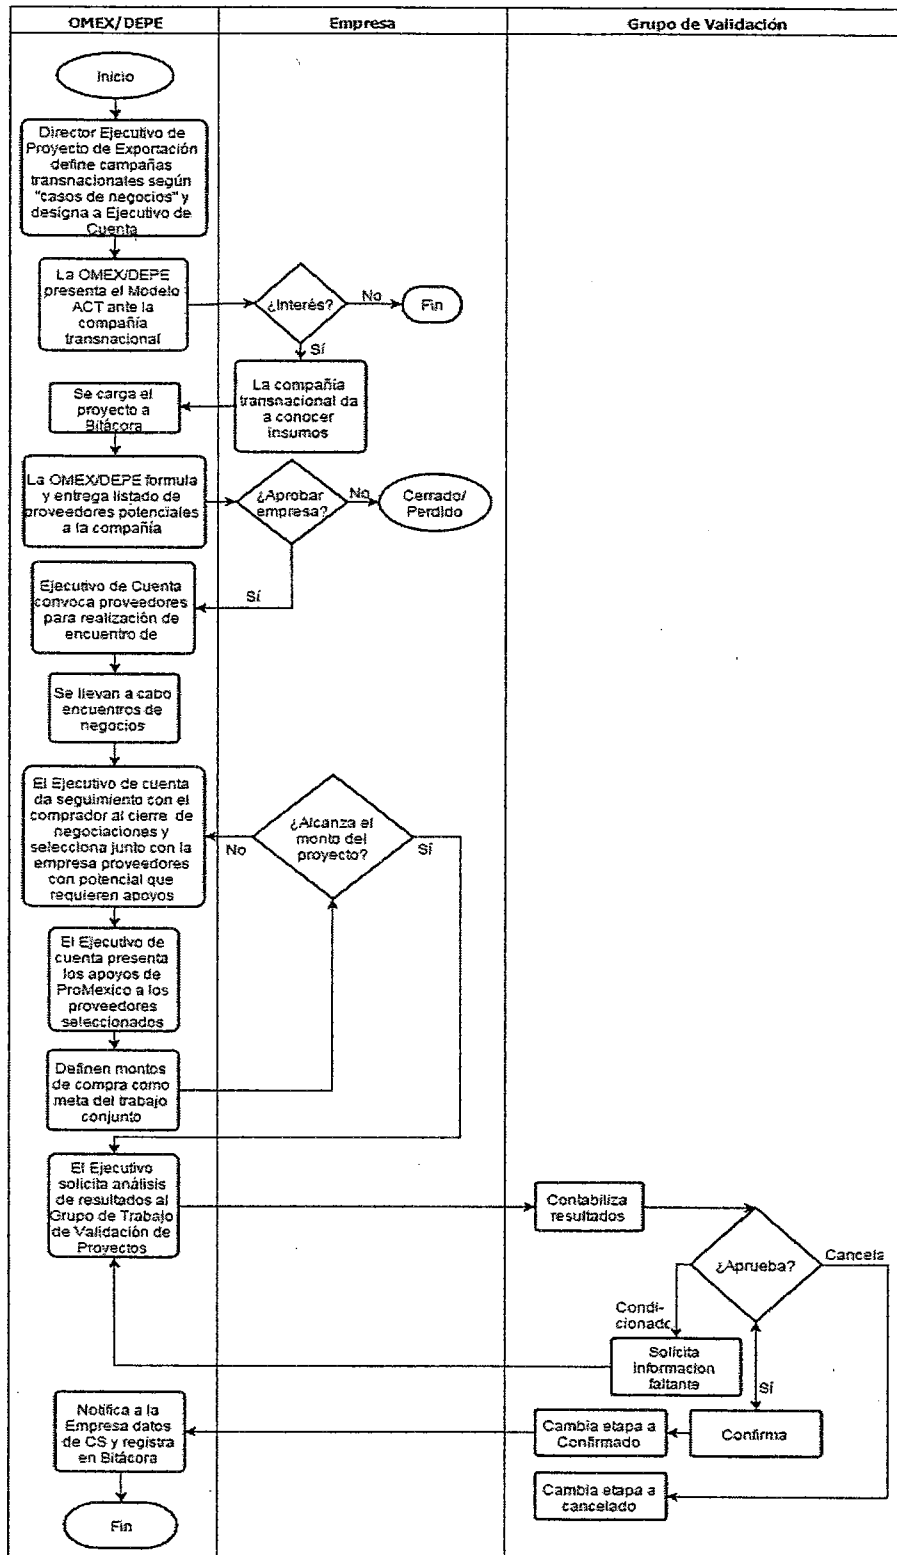 OMEX/DEPE
Empresa
Grupo de Validación
Inicio
Director Ejecutivo de
Proyecto de Exportación
define campañas
transnacionales según
"casos de negocios" y
designa a Ejecutivo de
Cuenta
La OMEX/DEPE
presenta el Modelo
ACT ante la
compañía
transnacional
¿Interés?
No
Fin
Sí
La compañía
transnacional da
a conocer
insumos
Se carga el
proyecto a
Bitácora
La OMEX/DEPE formula
y entrega listado de
proveedores potenciales
a la compañía
¿Aprobar
empresa?
No
Cerrado/
Perdido
Sí
Ejecutivo de Cuenta
convoca proveedores
para realización de
encuentro de
Se llevan a cabo
encuentros de
negocios
El Ejecutivo de cuenta
da seguimiento con el
comprador al cierre de
negociaciones y
selecciona junto con la
empresa proveedores
con potencial que
requieren apoyos
¿Alcanza el
monto del
proyecto?
No
Sí
El Ejecutivo de
cuenta presenta
los apoyos de
ProMexico a los
proveedores
seleccionados
Definen montos
de compra como
meta del trabajo
conjunto
El Ejecutivo
solicita análisis
de resultados al
Grupo de Trabajo
de Validación de
Proyectos
Contabiliza
resultados
¿Aprueba?
Cancela
Condi-
cionado
Solicita
informacion
faltante
Sí
Confirma
Cambia etapa a
Confirmado
Notifica a la
Empresa datos
de CS y registra
en Bitácora
Cambia etapa a
cancelado
Fin